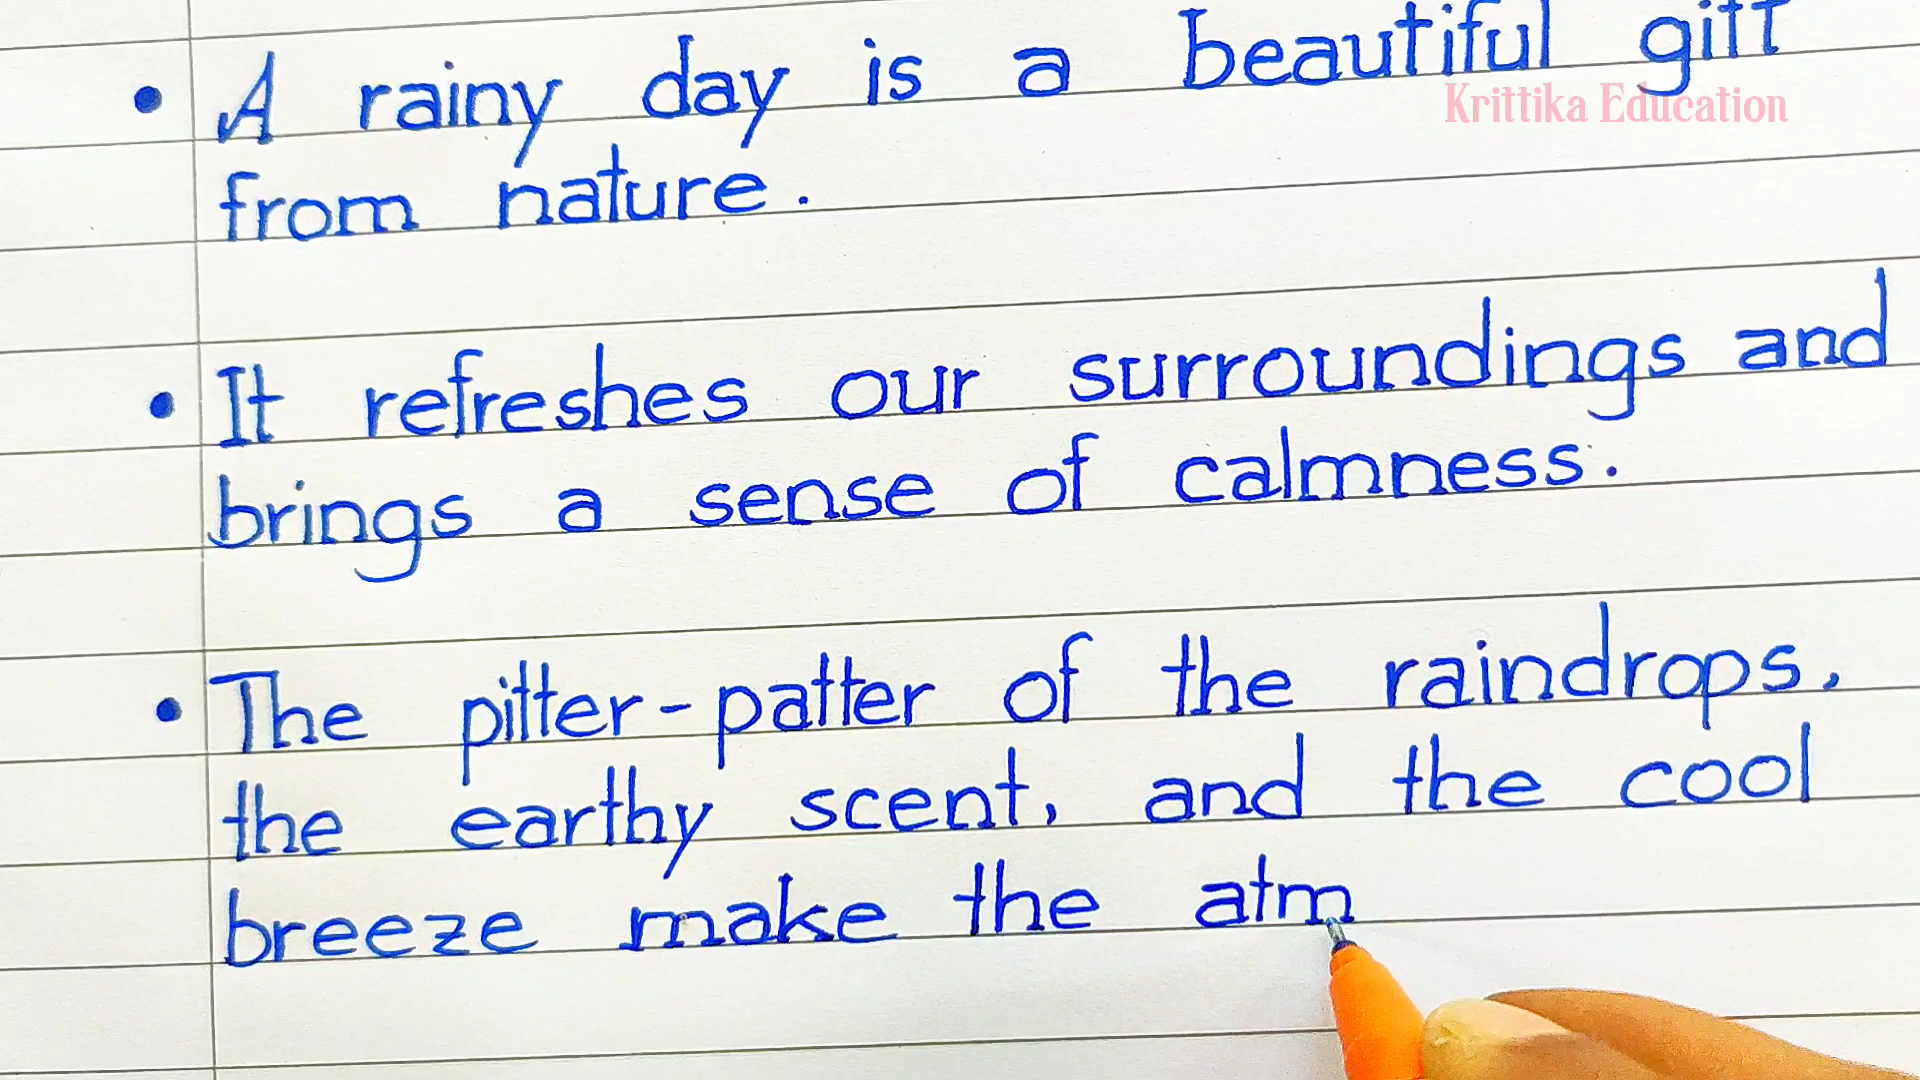 • A rainy day is a beautiful gift
Krittika Education
from nature.
• It refreshes our surroundings and
brings a sense of calmness.
• The pitter-patter of the raindrops,
the earthy scent, and the cool
breeze make the atm